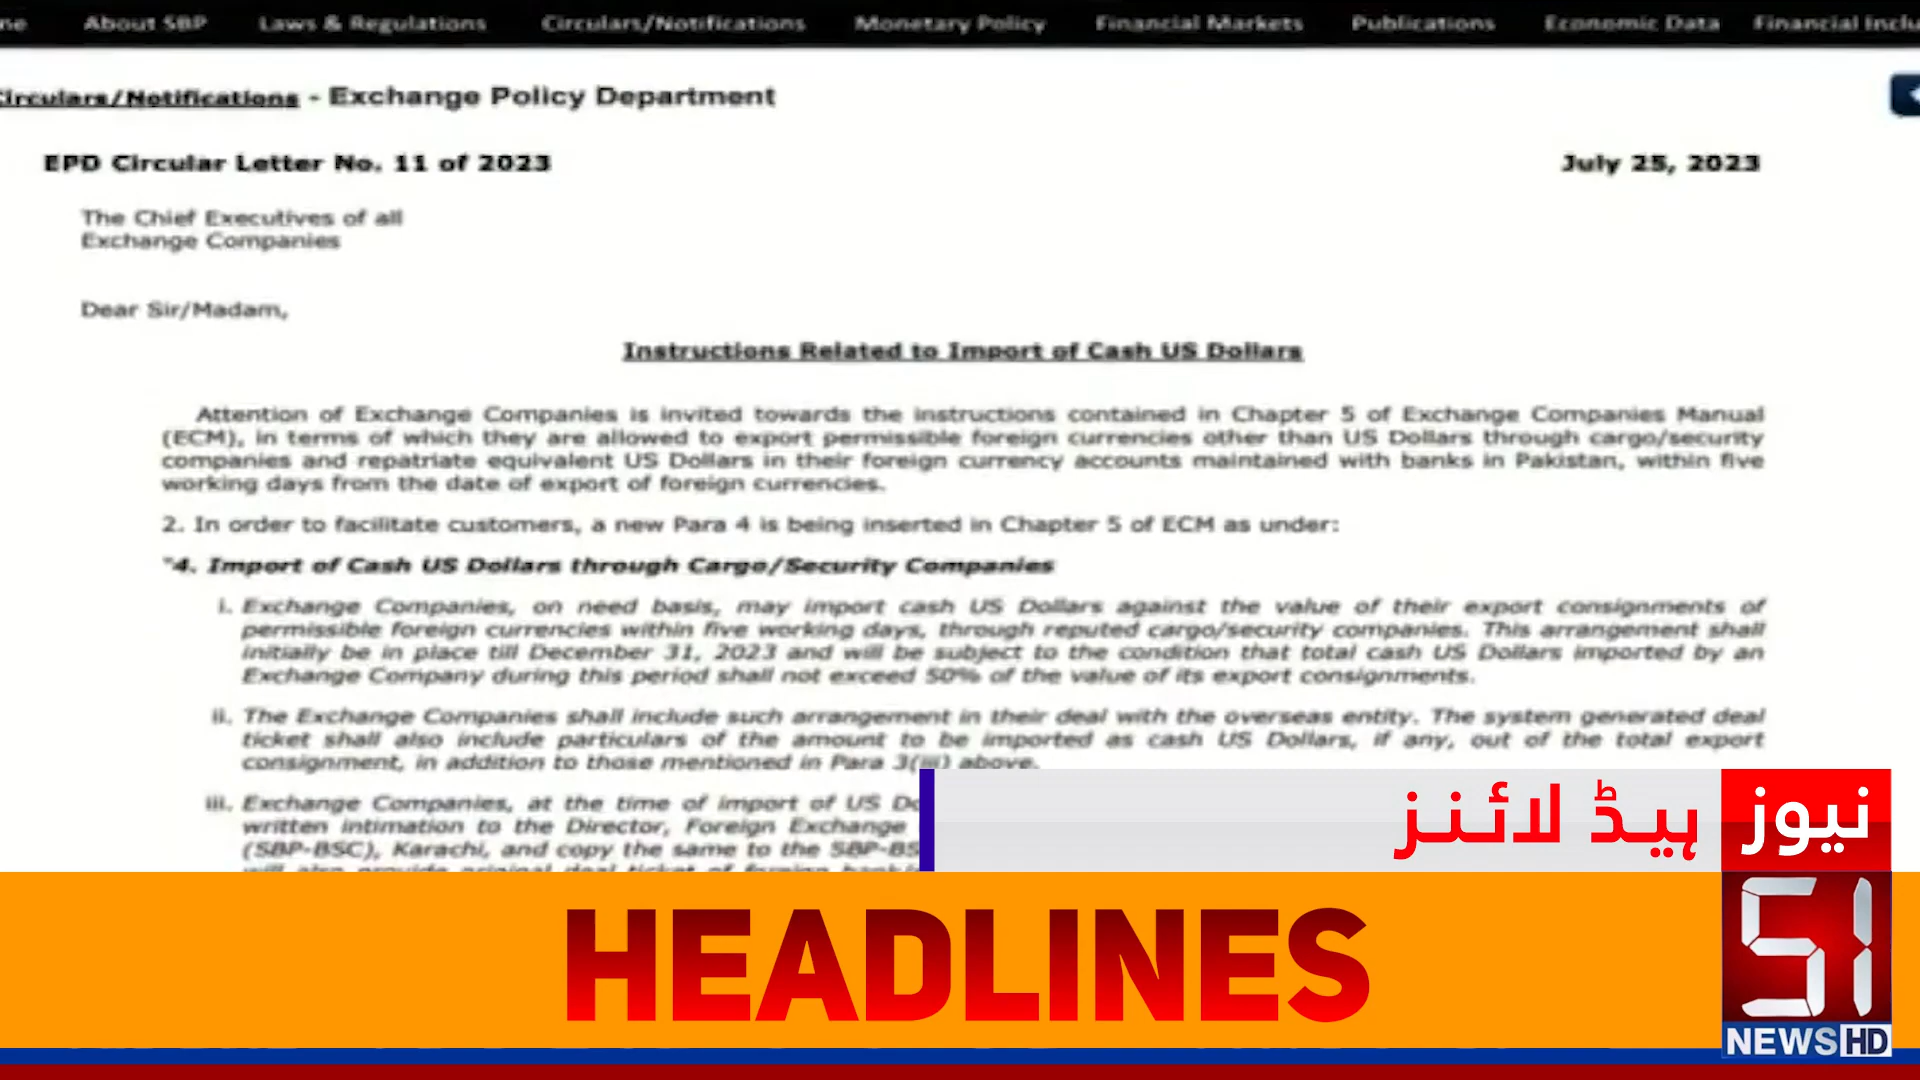 About SBP Laws & Regulations Circulars/Notifications Monetary Policy Financial Markets Publications Economic Data Financial
Circulars/Notifications - Exchange Policy Department
EPD Circular Letter No. 11 of 2023 July 25, 2023
The Chief Executives of all
Exchange Companies
Dear Sir/Madam,
Instructions Related to Import of Cash US Dollars
Attention of Exchange Companies is invited towards the instructions contained in Chapter 5 of Exchange Companies Manual
(ECM), in terms of which they are allowed to export permissible foreign currencies other than US Dollars through cargo/security
companies and repatriate equivalent US Dollars in their foreign currency accounts maintained with banks in Pakistan, within five
working days from the date of export of foreign currencies.
2. In order to facilitate customers, a new Para 4 is being inserted in Chapter 5 of ECM as under:
"4. Import of Cash US Dollars through Cargo/Security Companies
i. Exchange Companies, on need basis, may import cash US Dollars against the value of their export consignments of
permissible foreign currencies within five working days, through reputed cargo/security companies. This arrangement shall
initially be in place till December 31, 2023 and will be subject to the condition that total cash US Dollars imported by an
Exchange Company during this period shall not exceed 50% of the value of its export consignments.
ii. The Exchange Companies shall include such arrangement in their deal with the overseas entity. The system generated deal
ticket shall also include particulars of the amount to be imported as cash US Dollars, if any, out of the total export
consignment, in addition to those mentioned in Para 3(iii) above.
iii. Exchange Companies, at the time of import of US
written intimation to the Director, Foreign Exchange
(SBP-BSC), Karachi, and copy the same to the
will also provide original deal ticket of foreign
نیوز ہیڈ لائنز
HEADLINES
51
NEWS HD